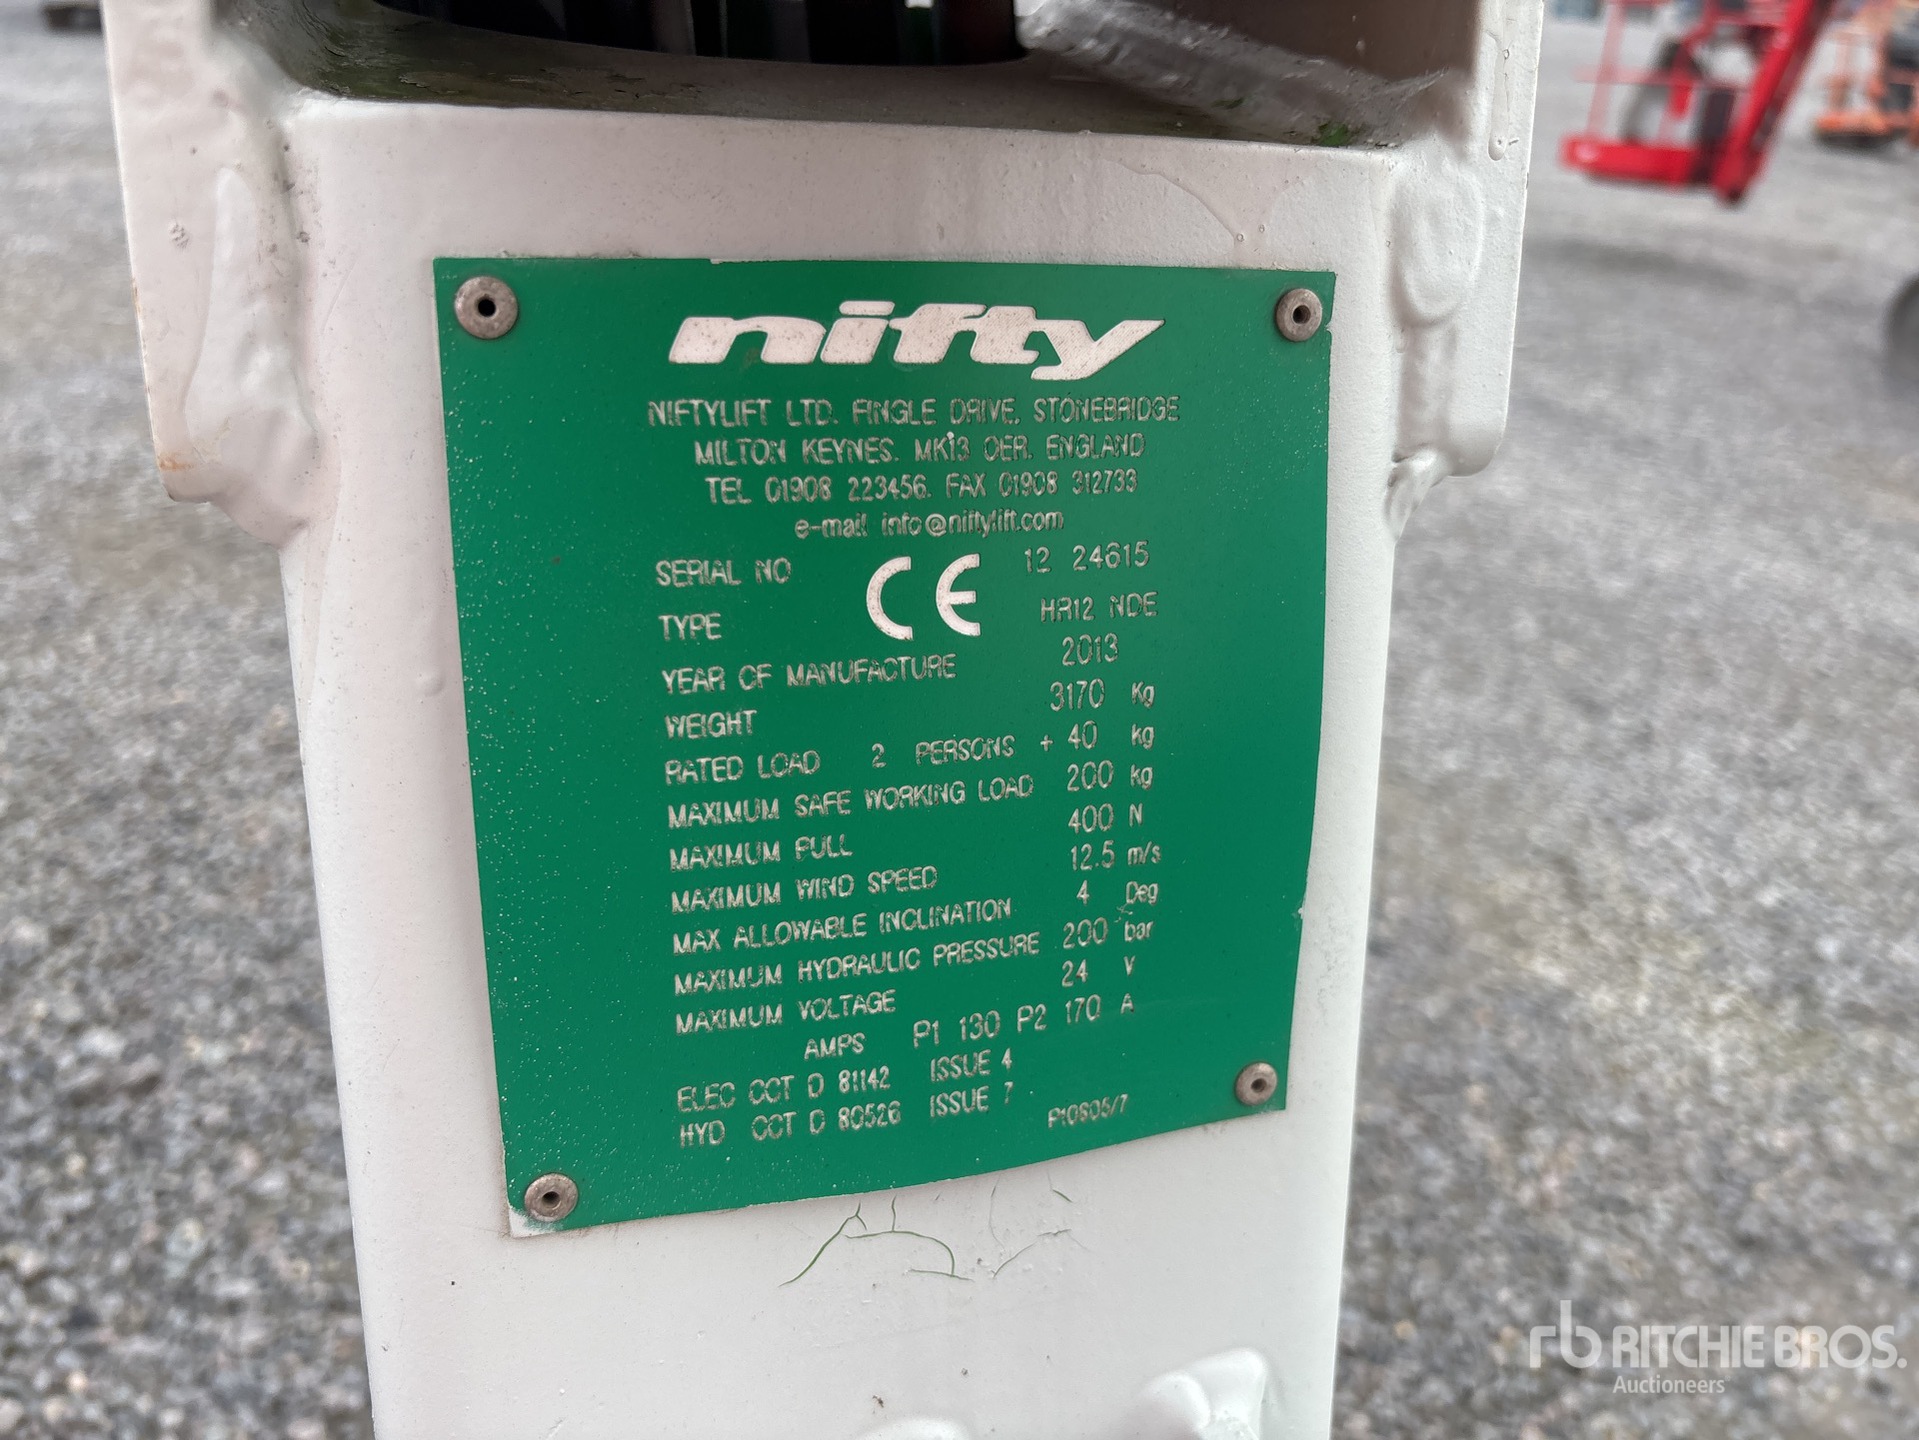 nifty
NIFTYLIFT LTD. FINGLE DRIVE, STONEBRIDGE
MILTON KEYNES. MK13 0ER. ENGLAND
TEL 01908 223456. FAX 01908 312733
e-mail info@niftylift.com
SERIAL NO CE 12 24615
TYPE HR12 NDE
YEAR OF MANUFACTURE 2013
WEIGHT 3170 Kg
RATED LOAD 2 PERSONS + 40 kg
MAXIMUM SAFE WORKING LOAD 200 kg
MAXIMUM PULL 400 N
MAXIMUM WIND SPEED 12.5 m/s
MAX ALLOWABLE INCLINATION 4 Deg
MAXIMUM HYDRAULIC PRESSURE 200 bar
MAXIMUM VOLTAGE 24 V
AMPS P1 130 P2 170 A
ELEC CCT D 81142 ISSUE 4
HYD CCT D 80526 ISSUE 7
P10805/7
rb RITCHIE BROS.
Auctioneers